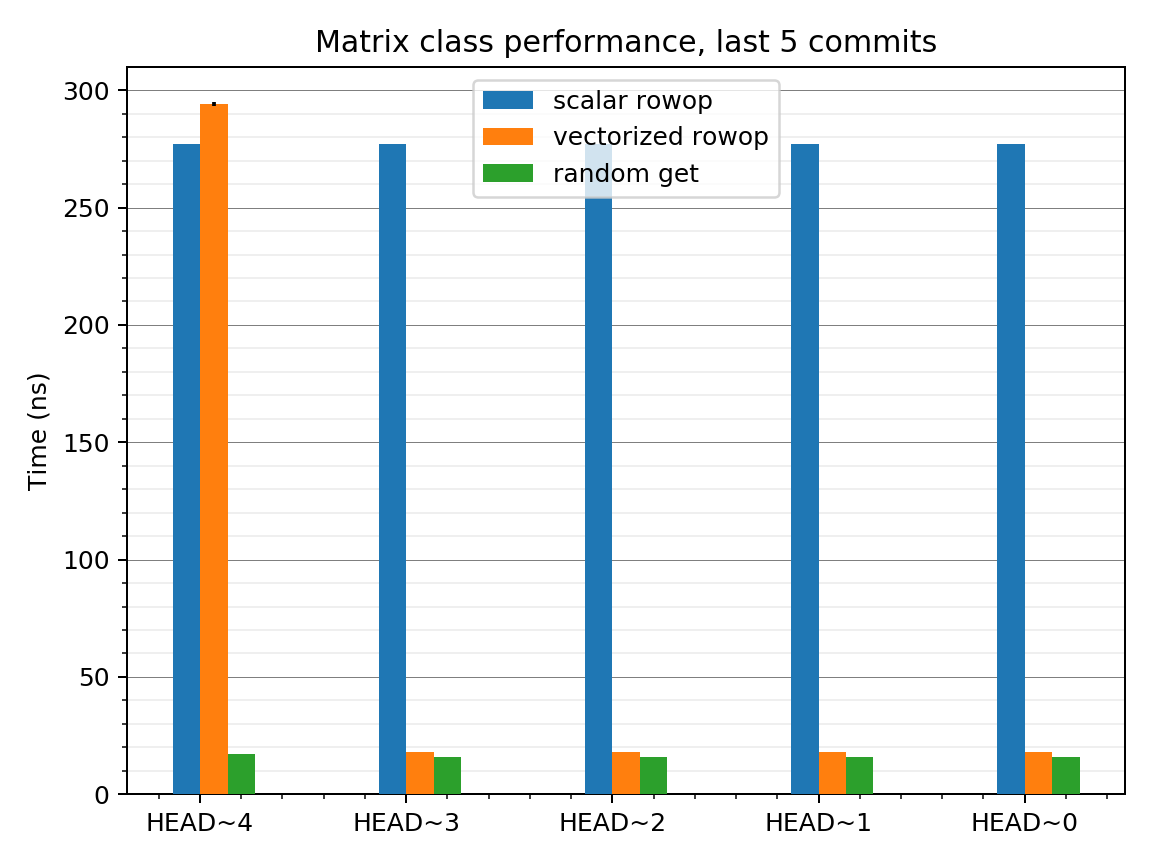 Matrix class performance, last 5 commits
scalar rowop
vectorized rowop
random get
Time (ns)
300
250
200
150
100
50
0
HEAD~4 HEAD~3 HEAD~2 HEAD~1 HEAD~0